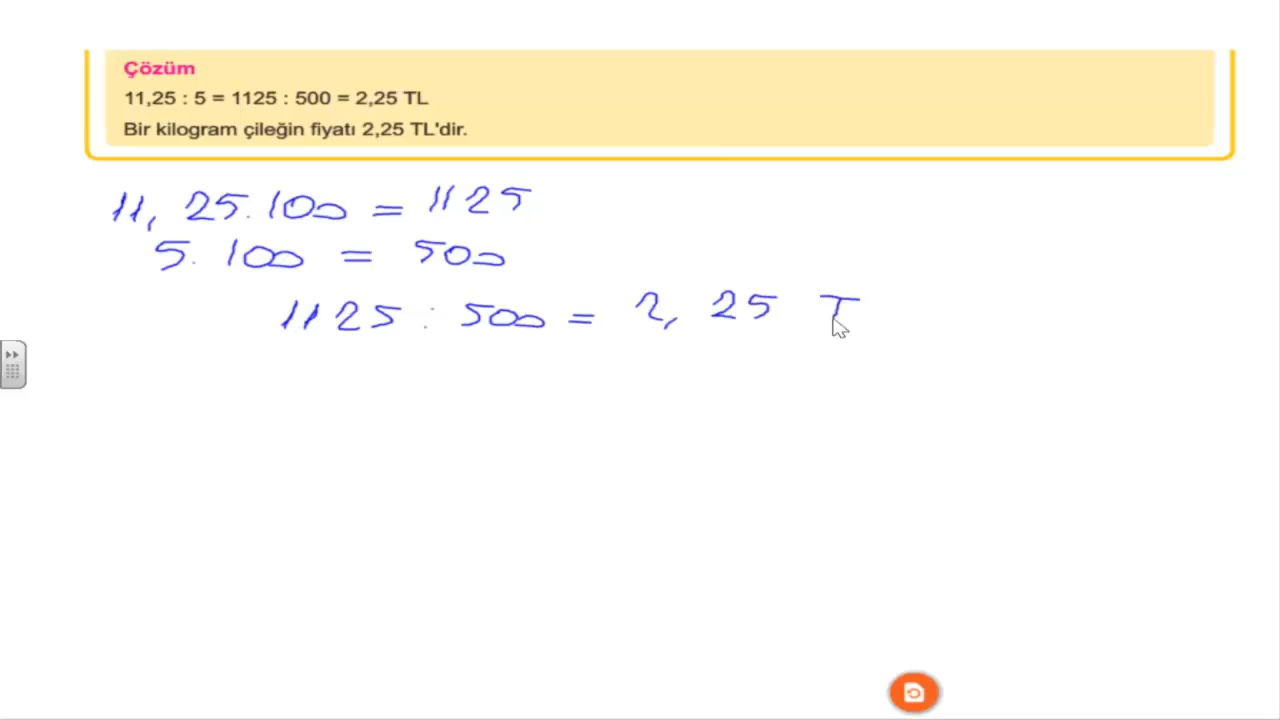 Çözüm
11,25 : 5 = 1125 : 500 = 2,25 TL
Bir kilogram çileğin fiyatı 2,25 TL'dir.
11, 25. 100 = 1125
5. 100 = 500
1125 : 500 = 2, 25 T